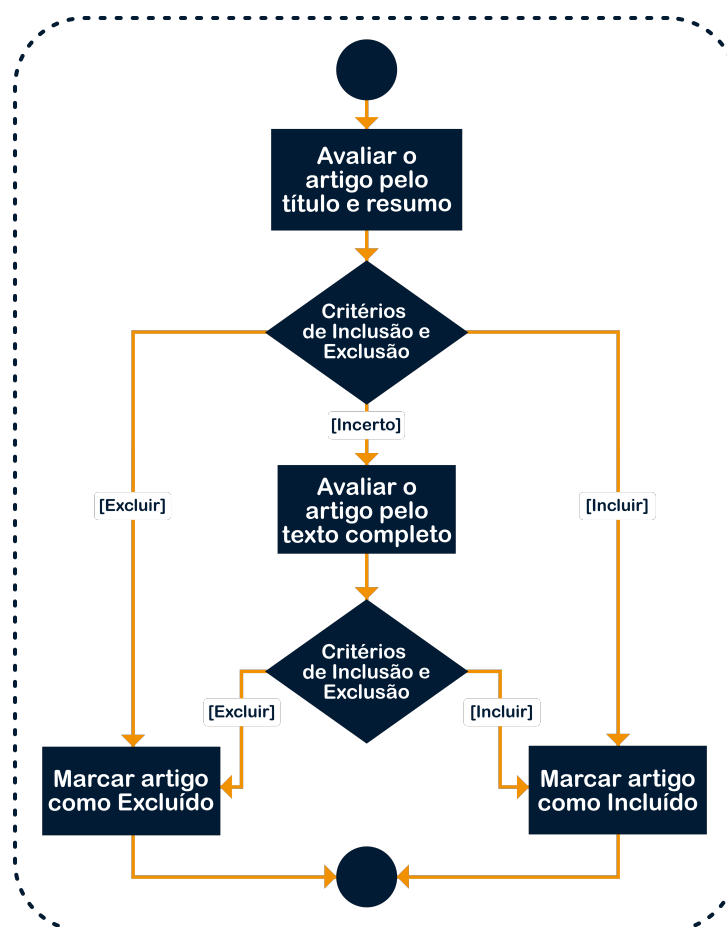 Avaliar o
artigo pelo
título e resumo
Critérios
de Inclusão e
Exclusão
[Incerto]
[Excluir]
[Incluir]
Avaliar o
artigo pelo
texto completo
Critérios
de Inclusão e
Exclusão
[Excluir]
[Incluir]
Marcar artigo
como Excluído
Marcar artigo
como Incluído